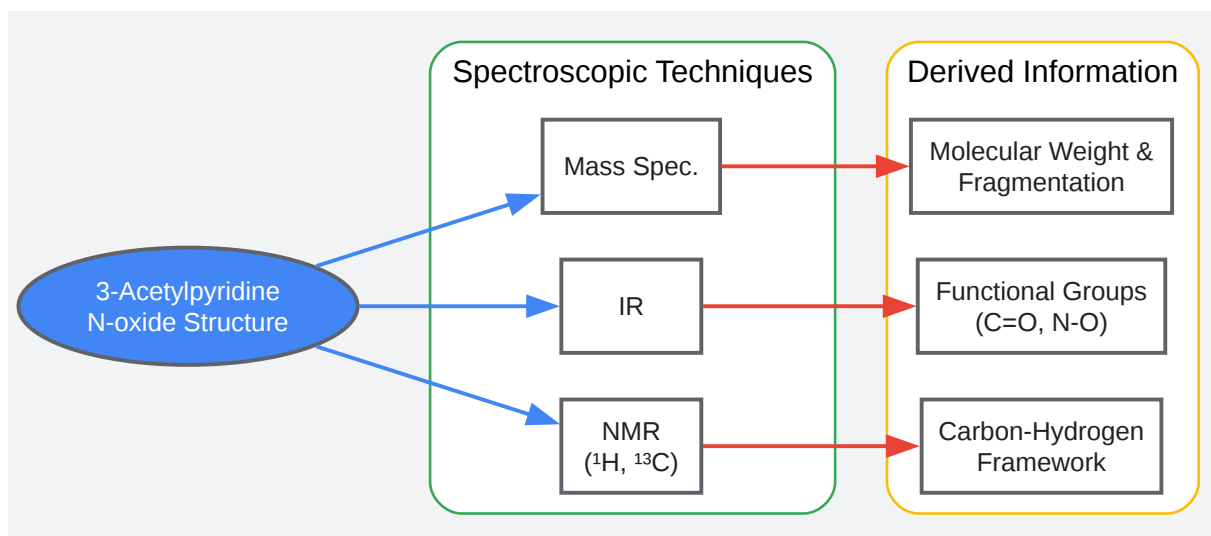 Spectroscopic Techniques
Derived Information
Mass Spec.
Molecular Weight &
Fragmentation
3-Acetylpyridine
N-oxide Structure
IR
Functional Groups
(C=O, N-O)
NMR
(¹H, ¹³C)
Carbon-Hydrogen
Framework